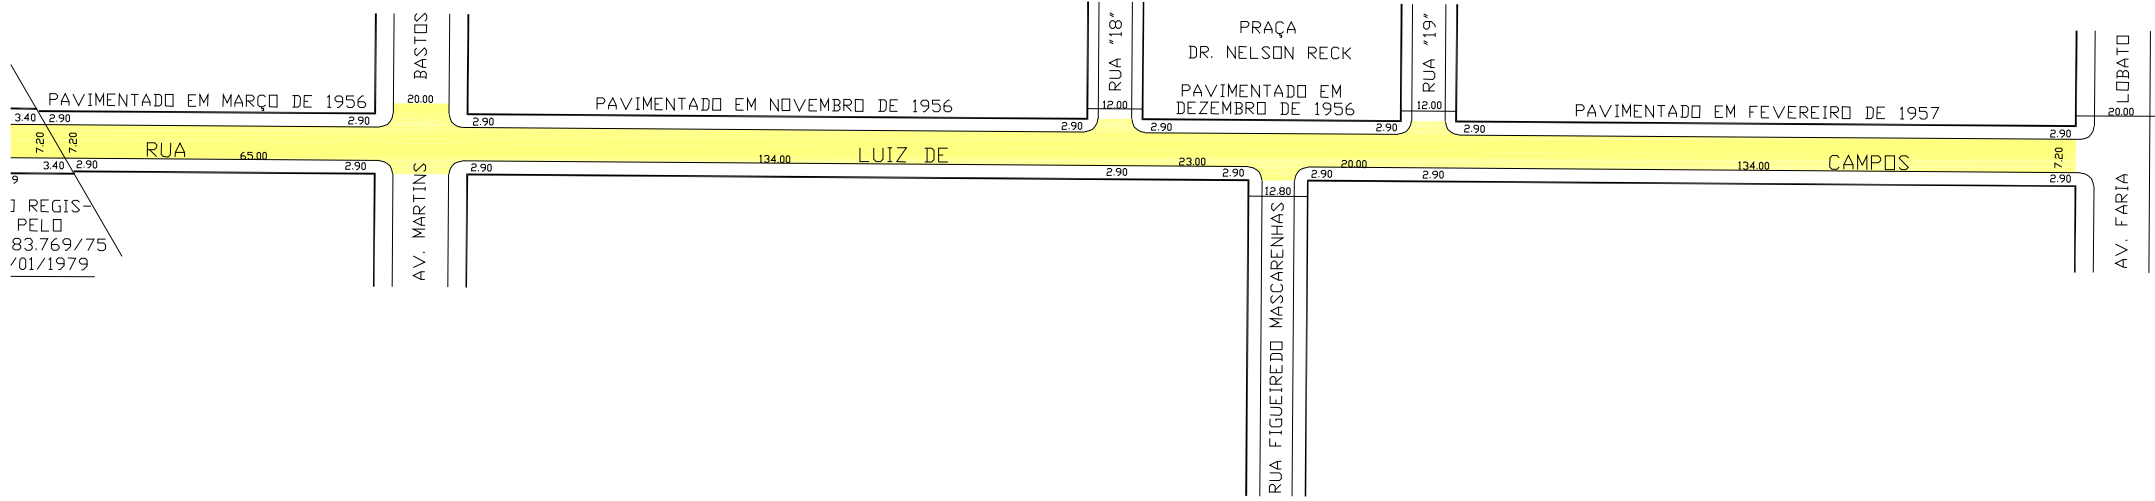 BASTOS
RUA "18"
PRAÇA
DR. NELSON RECK
RUA "19"
LOBATO
PAVIMENTADO EM MARÇO DE 1956
20.00
PAVIMENTADO EM NOVEMBRO DE 1956
12.00
PAVIMENTADO EM
DEZEMBRO DE 1956
12.00
PAVIMENTADO EM FEVEREIRO DE 1957
20.00
3.40
2.90
2.90
2.90
2.90
2.90
2.90
2.90
2.90
7.20
7.20
RUA
65.00
134.00
LUIZ DE
23.00
20.00
134.00
CAMPOS
7.20
3.40
2.90
2.90
2.90
2.90
2.90
2.90
2.90
2.90
9
12.80
O REGIS-
PELO
83.769/75
/01/1979
AV. MARTINS
RUA FIGUEIREDO MASCARENHAS
AV. FARIA